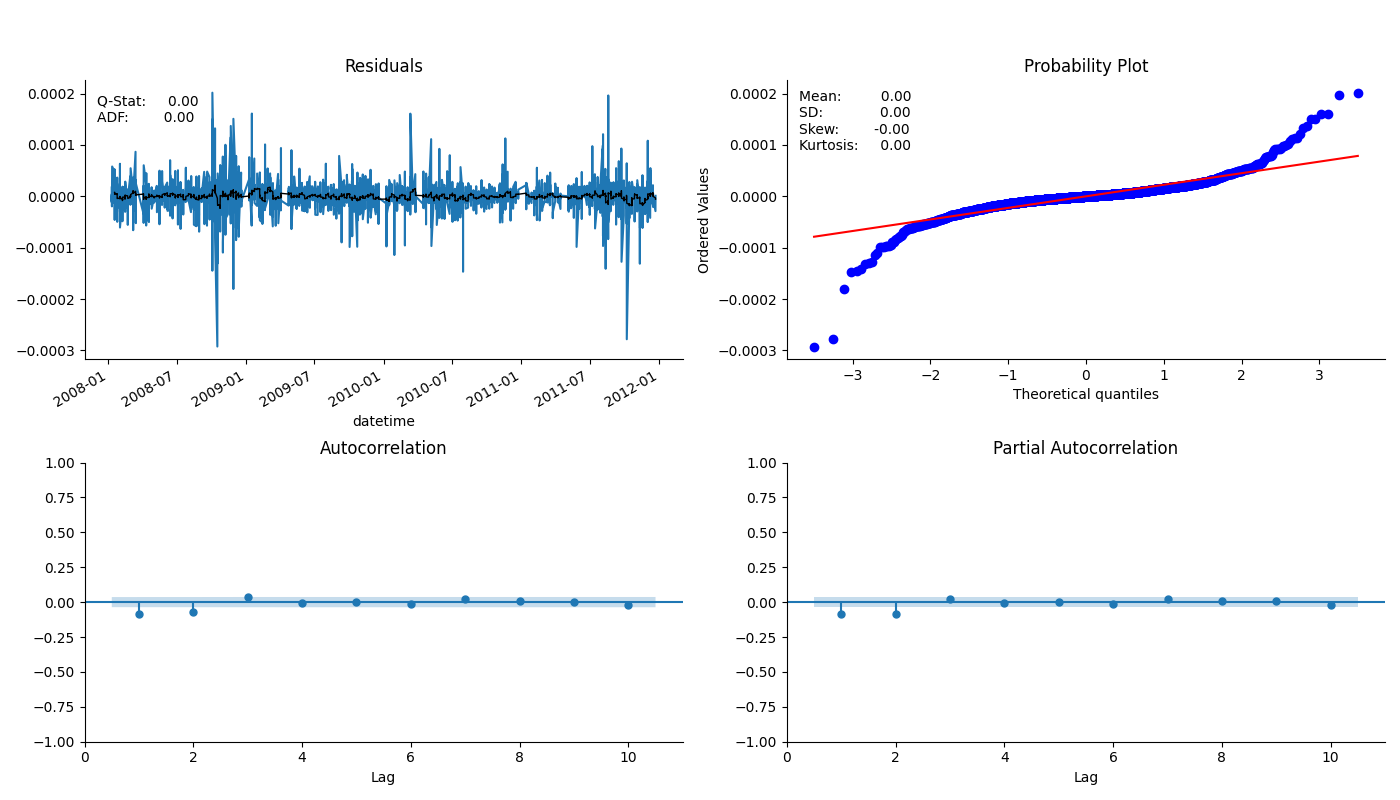 Residuals
Q-Stat: 0.00
ADF: 0.00
0.0002
0.0001
0.0000
−0.0001
−0.0002
−0.0003
2008-01 2008-07 2009-01 2009-07 2010-01 2010-07 2011-01 2011-07 2012-01
datetime
Probability Plot
Mean: 0.00
SD: 0.00
Skew: -0.00
Kurtosis: 0.00
Ordered Values
0.0002
0.0001
0.0000
−0.0001
−0.0002
−0.0003
−3 −2 −1 0 1 2 3
Theoretical quantiles
Autocorrelation
1.00
0.75
0.50
0.25
0.00
−0.25
−0.50
−0.75
−1.00
0 2 4 6 8 10
Lag
Partial Autocorrelation
1.00
0.75
0.50
0.25
0.00
−0.25
−0.50
−0.75
−1.00
0 2 4 6 8 10
Lag